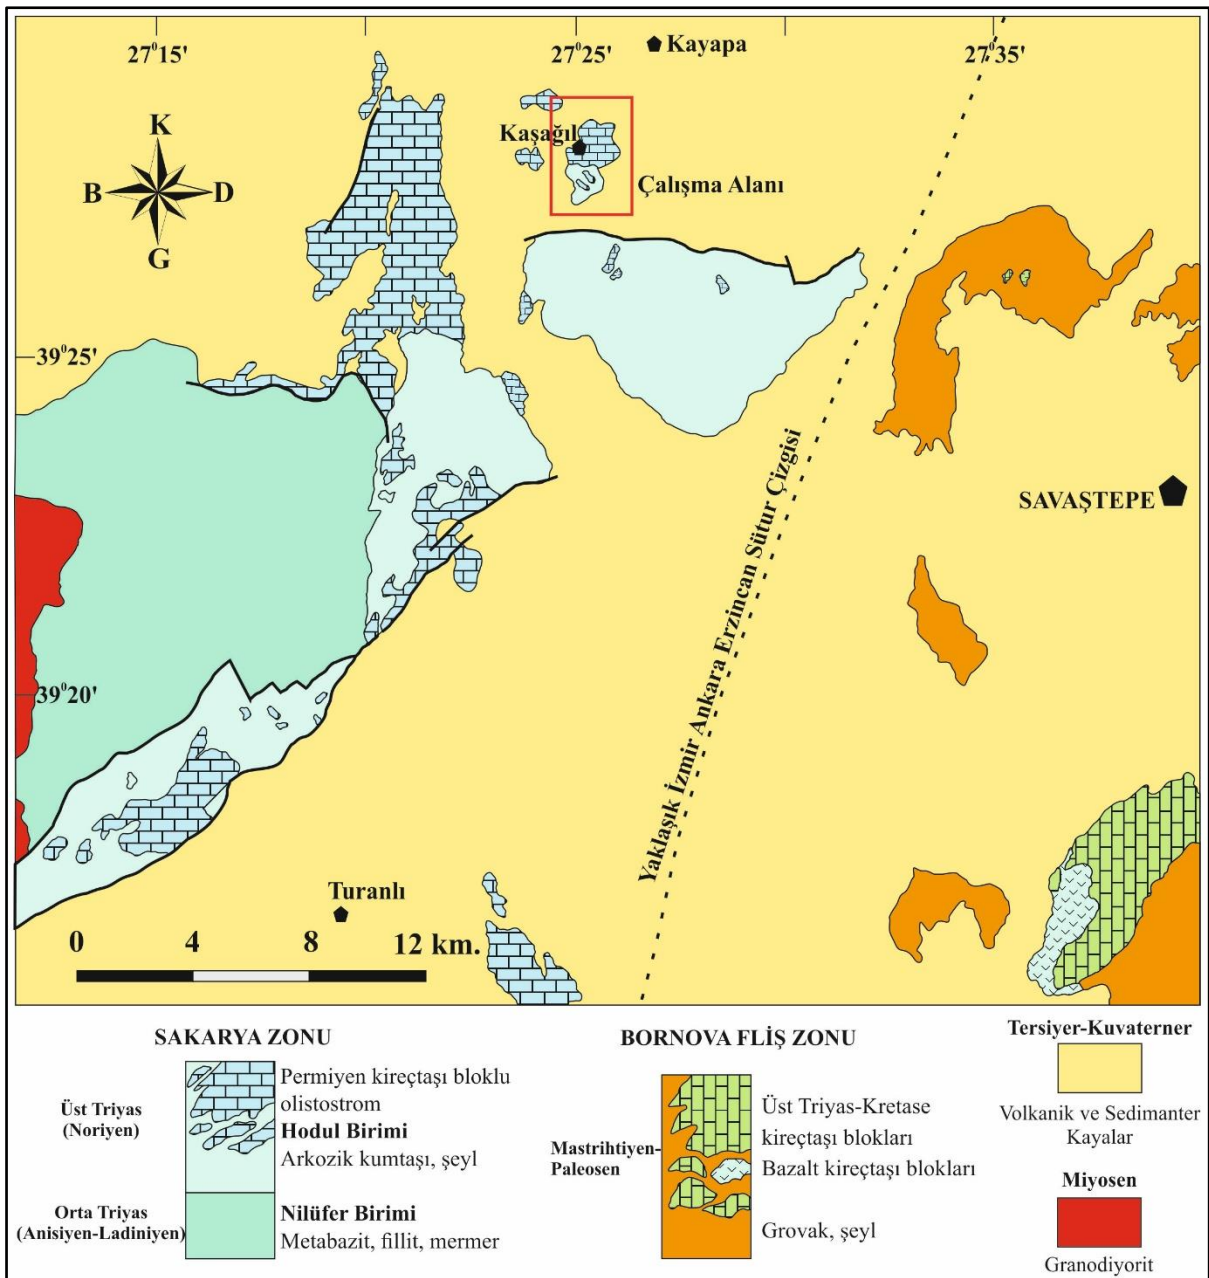 27⁰15'
27⁰25'
27⁰35'
Kayapa
K
B
D
G
Kaşağıl
Çalışma Alanı
39⁰25'
SAVAŞTEPE
Yaklaşık İzmir Ankara Erzincan Sütur Çizgisi
39⁰20'
Turanlı
0 4 8 12 km.
SAKARYA ZONU
Üst Triyas
(Noriyen)
Permiyen kireçtaşı bloklu
olistostrom
Hodul Birimi
Arkozik kumtaşı, şeyl
Orta Triyas
(Anisiyen-Ladiniyen)
Nilüfer Birimi
Metabazit, fillit, mermer
BORNOVA FLİŞ ZONU
Mastrihtiyen-
Paleosen
Üst Triyas-Kretase
kireçtaşı blokları
Bazalt kireçtaşı blokları
Grovak, şeyl
Tersiyer-Kuvaterner
Volkanik ve Sedimanter
Kayalar
Miyosen
Granodiyorit